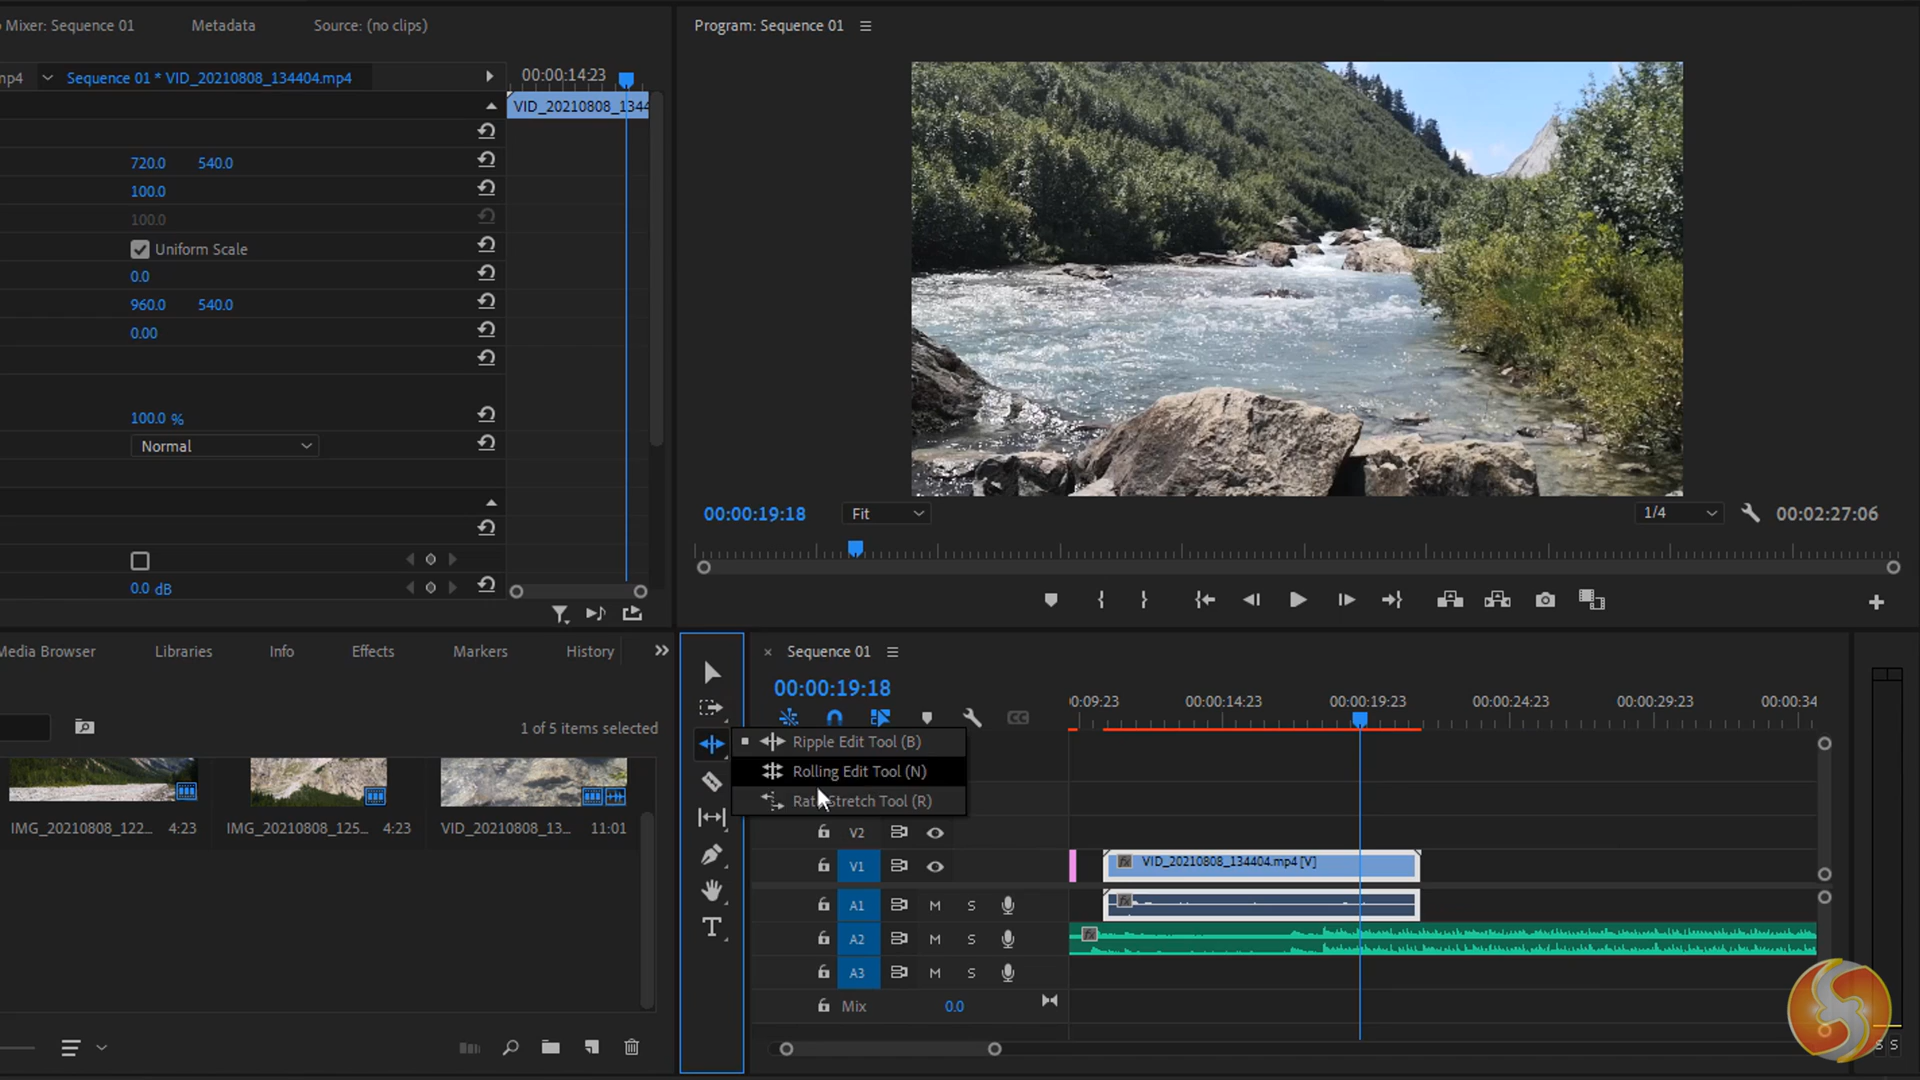 o Mixer: Sequence 01
Metadata
Source: (no clips)
Program: Sequence 01
mp4
Sequence 01 * VID_20210808_134404.mp4
00:00:14:23
VID_20210808_1344
720.0 540.0
100.0
100.0
Uniform Scale
0.0
960.0 540.0
0.00
100.0 %
Normal
0.0 dB
00:00:19:18
Fit
1/4
00:02:27:06
Media Browser
Libraries
Info
Effects
Markers
History
1 of 5 items selected
IMG_20210808_122... 4:23
IMG_20210808_125... 4:23
VID_20210808_13... 11:01
Sequence 01
00:00:19:18
00:09:23
00:00:14:23
00:00:19:23
00:00:24:23
00:00:29:23
00:00:34
Ripple Edit Tool (B)
Rolling Edit Tool (N)
Rate Stretch Tool (R)
T
V2
V1
fx VID_20210808_134404.mp4 [V]
A1 M S
fx
A2 M S
fx
A3 M S
Mix 0.0
S S